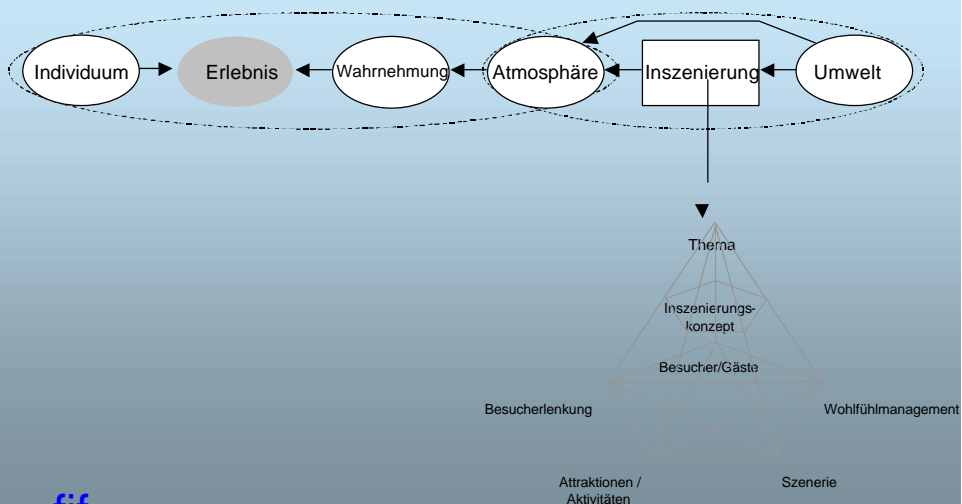 Individuum
Erlebnis
Wahrnehmung
Atmosphäre
Inszenierung
Umwelt
Thema
Inszenierungs-
konzept
Besucher/Gäste
Besucherlenkung
Wohlfühlmanagement
Attraktionen /
Aktivitäten
Szenerie
fif